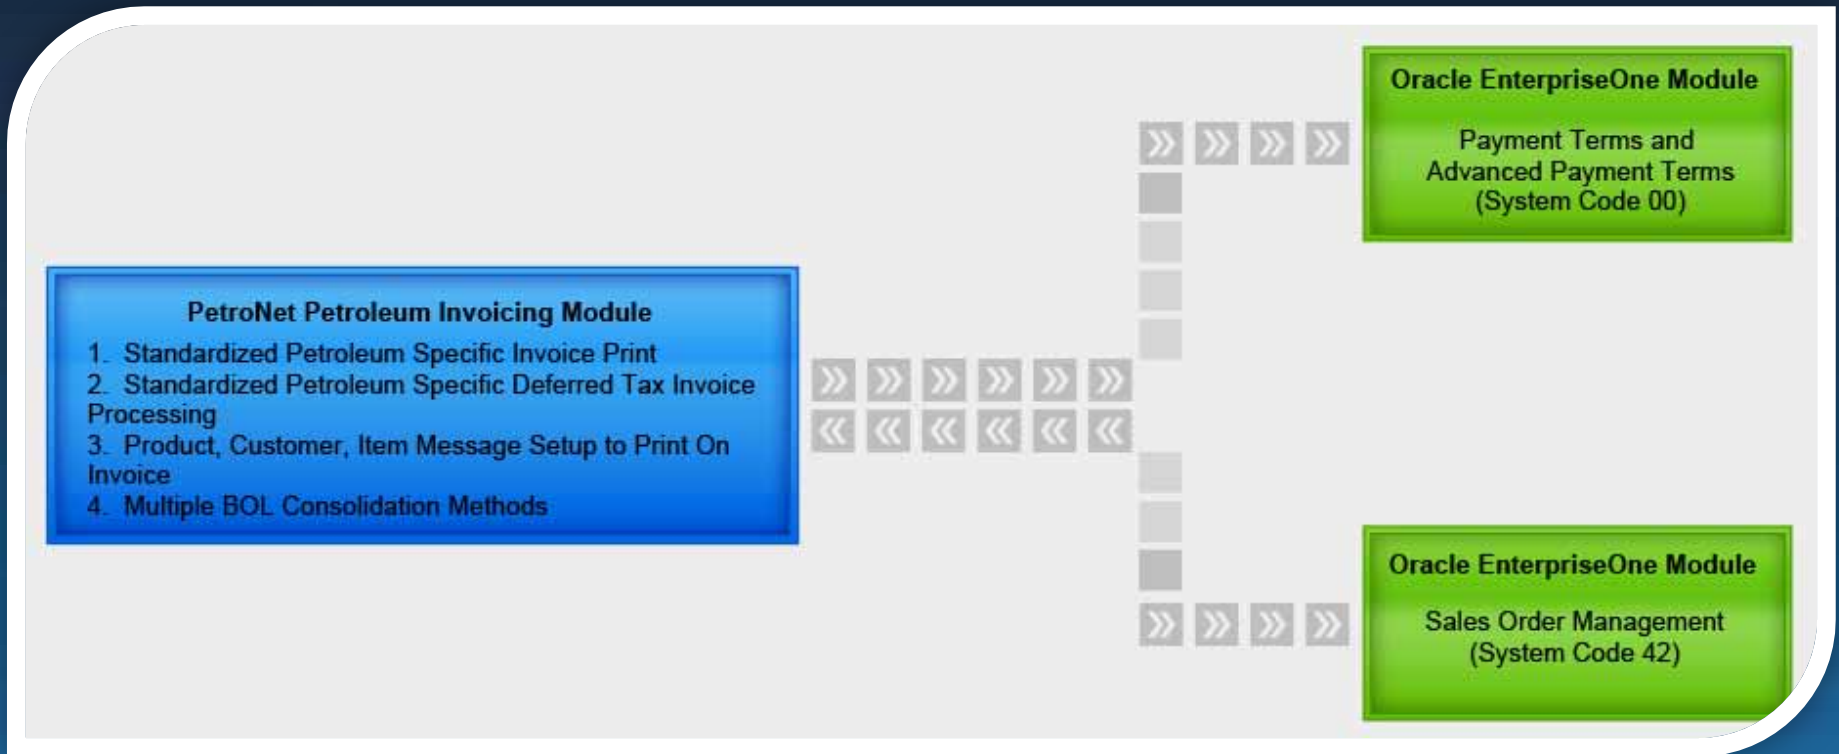 PetroNet Petroleum Invoicing Module
1. Standardized Petroleum Specific Invoice Print
2. Standardized Petroleum Specific Deferred Tax Invoice
Processing
3. Product, Customer, Item Message Setup to Print On
Invoice
4. Multiple BOL Consolidation Methods
Oracle EnterpriseOne Module
Payment Terms and
Advanced Payment Terms
(System Code 00)
Oracle EnterpriseOne Module
Sales Order Management
(System Code 42)